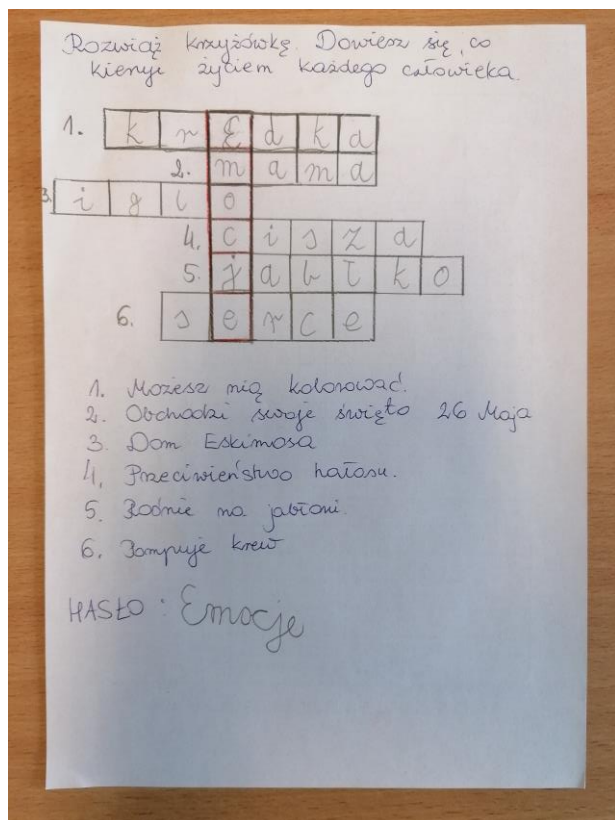 Rozwiąż krzyżówkę. Dowiesz się, co
kieruje życiem każdego człowieka.
1. k r E d k a
2. m a m a
3. i g l o
4. c i s z a
5. j a b ł k o
6. s e r c e
1. Możesz nią kolorować.
2. Obchodzi swoje święto 26 Maja
3. Dom Eskimosa
4. Przeciwieństwo hałasu.
5. Rośnie na jabłoni.
6. Pompuje krew
HASŁO : Emocje